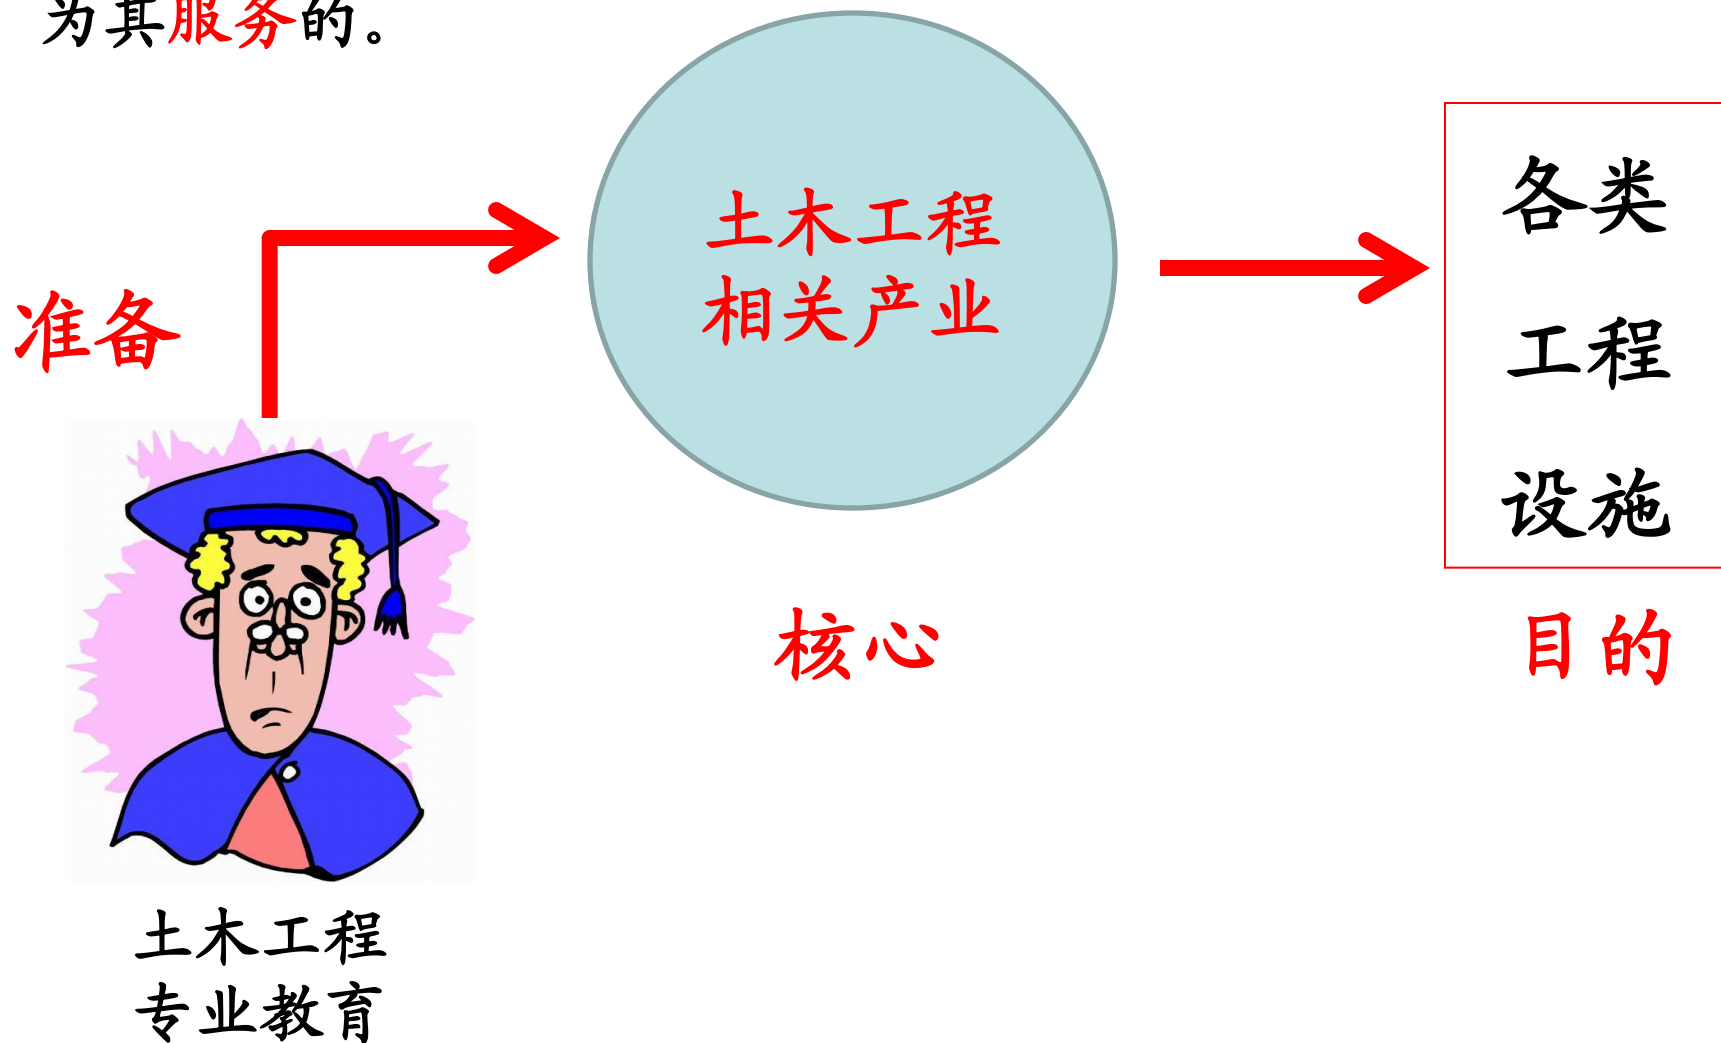 为其服务的。
土木工程
相关产业
准备
各类
工程
设施
核心
目的
土木工程
专业教育